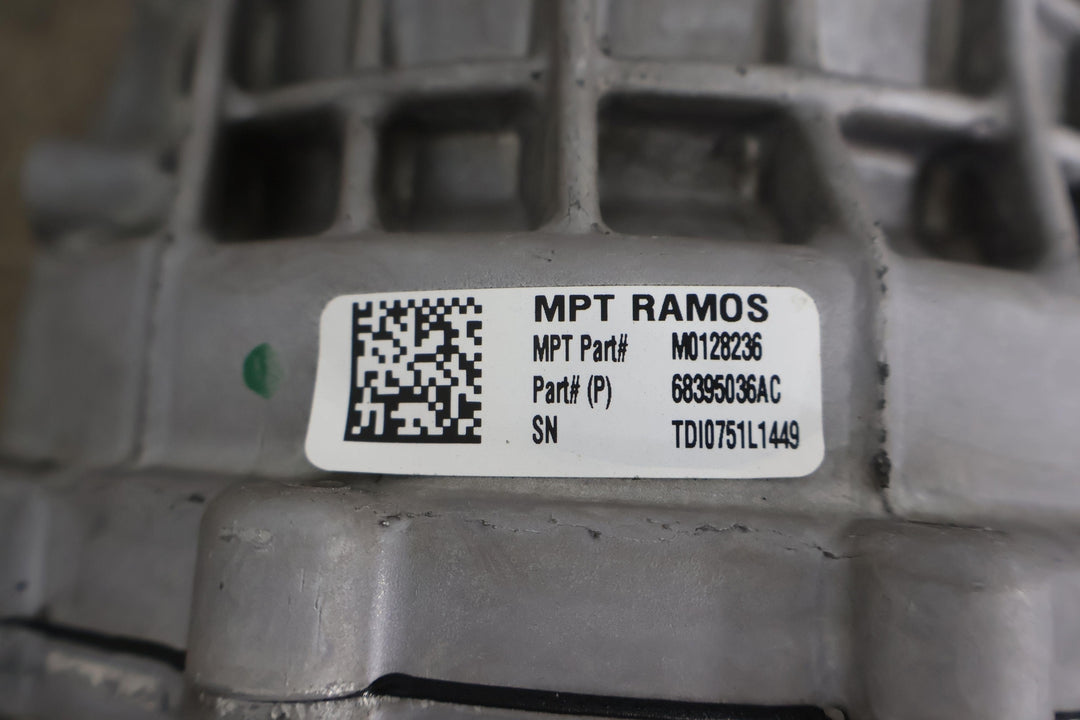 MPT RAMOS
MPT Part# M0128236
Part# (P) 68395036AC
SN TDI0751L1449